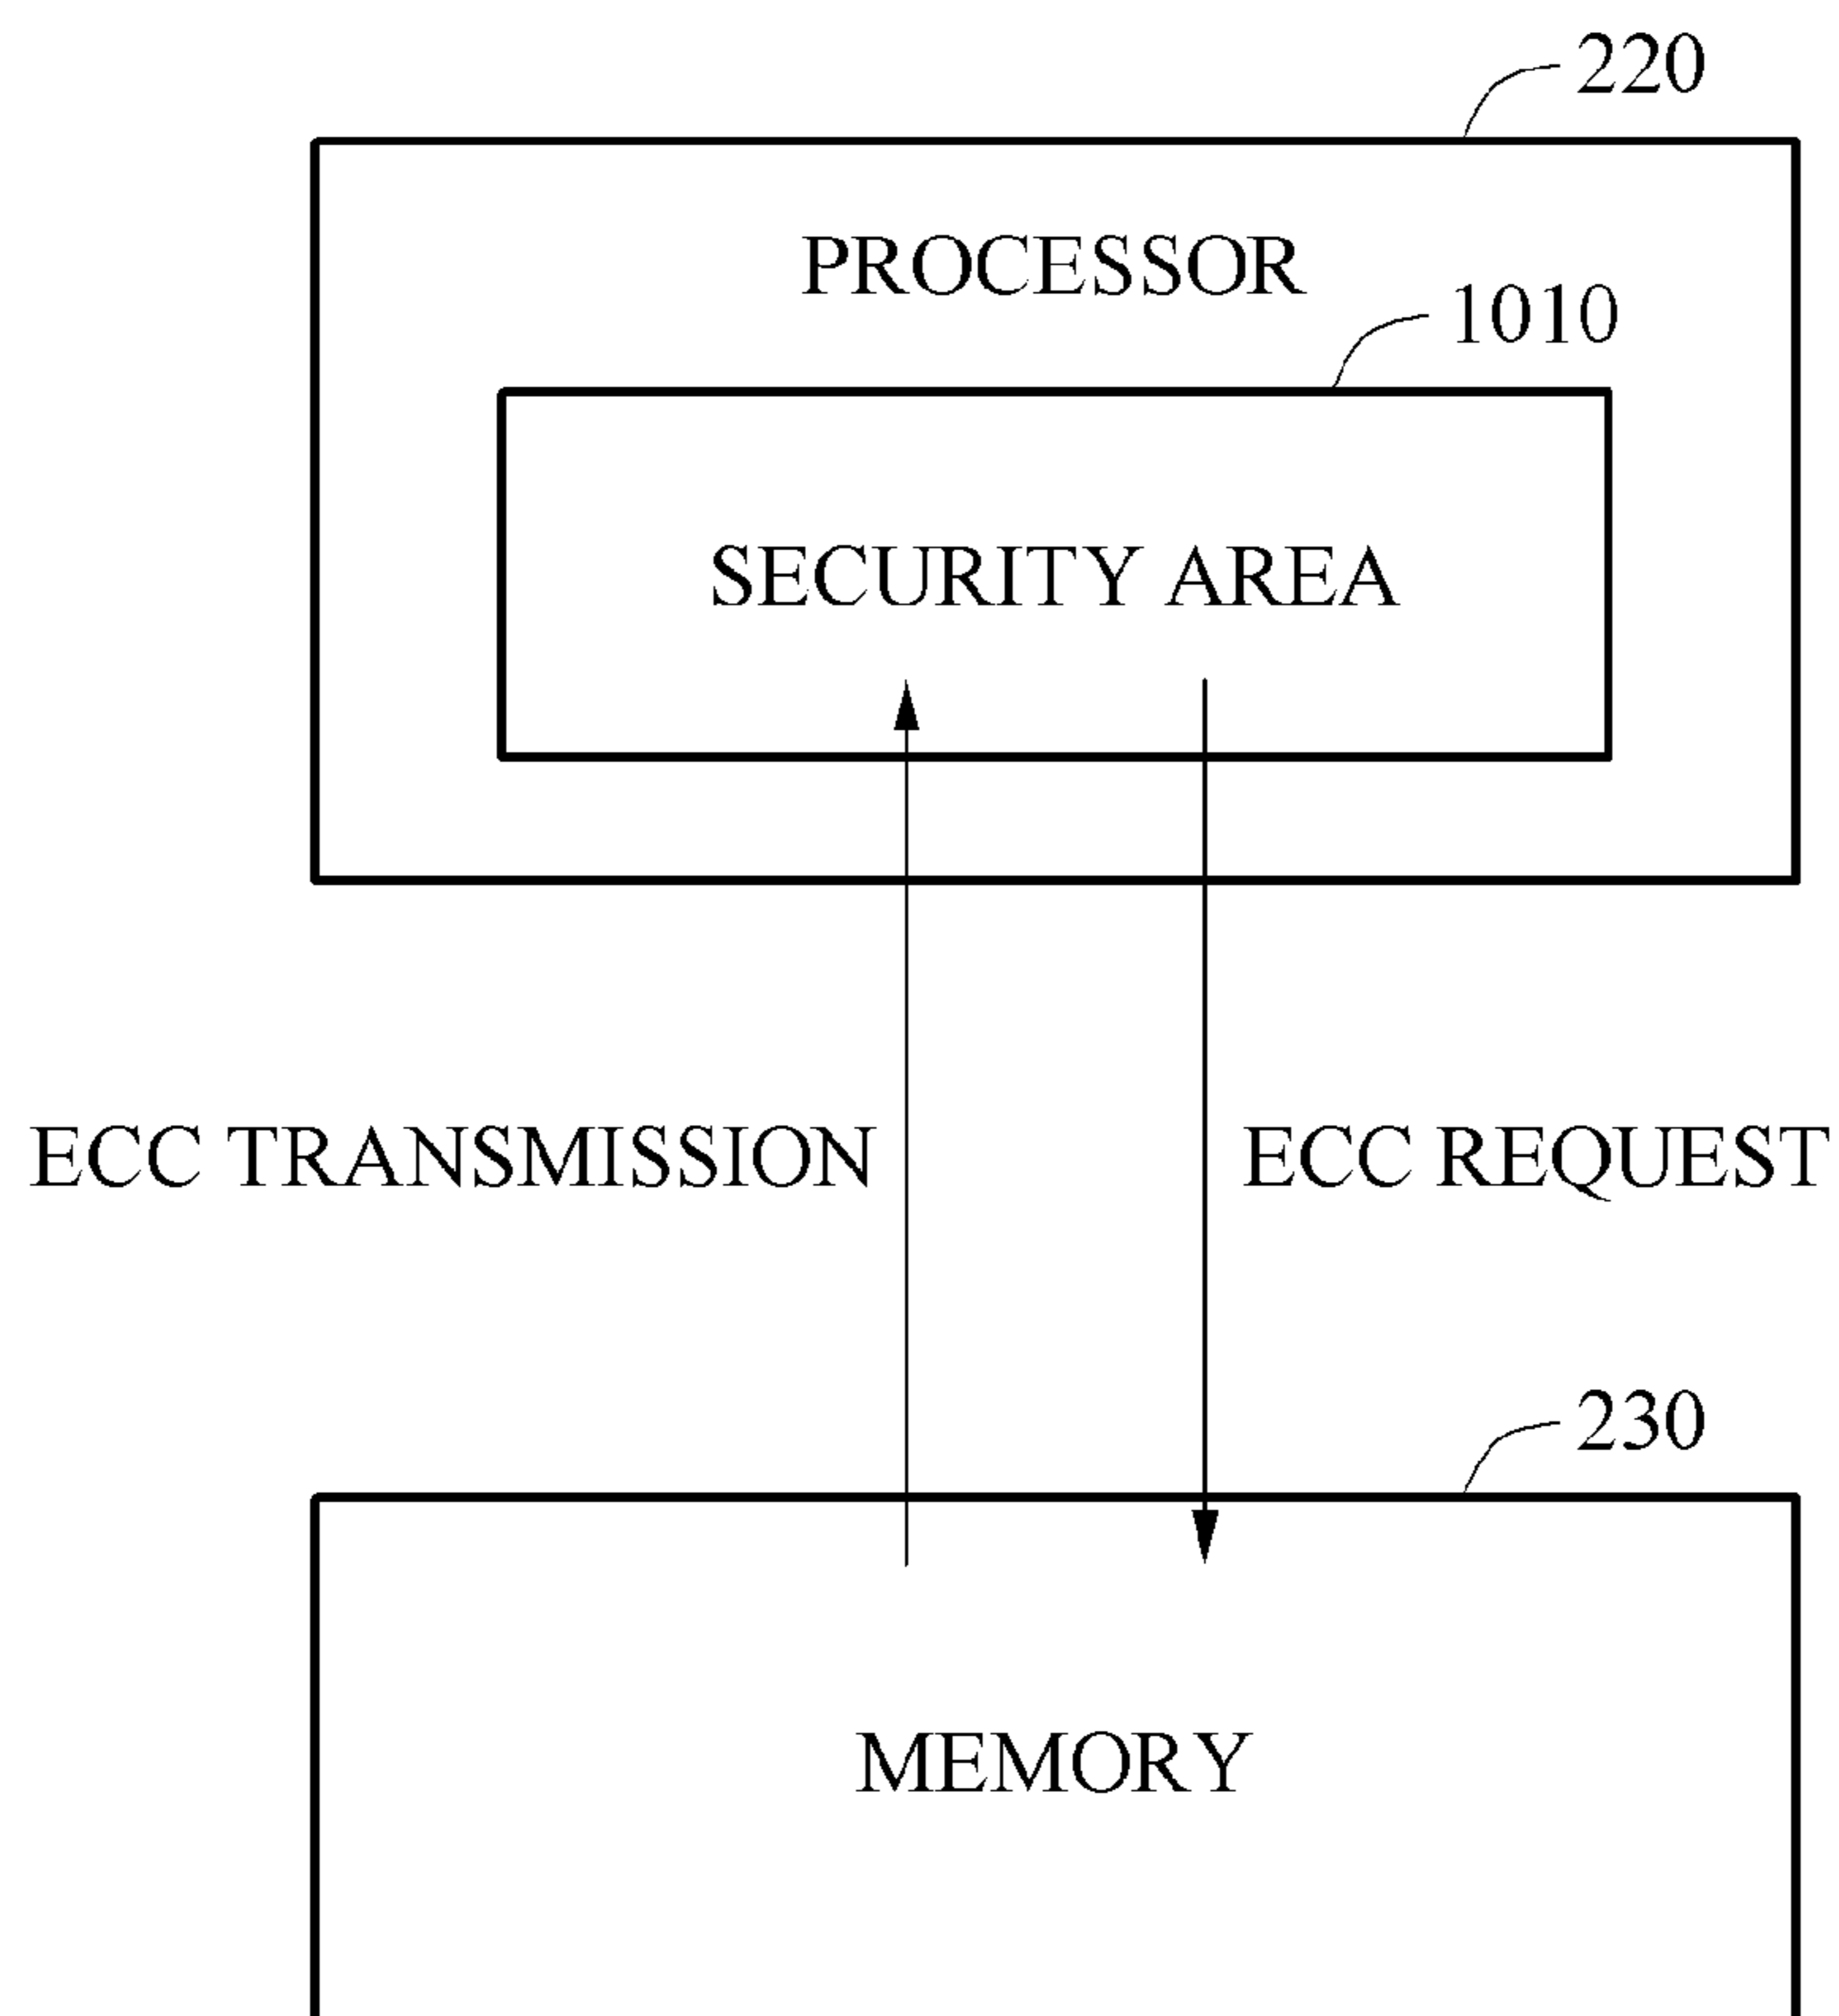 220
PROCESSOR
1010
SECURITY AREA
ECC TRANSMISSION
ECC REQUEST
230
MEMORY